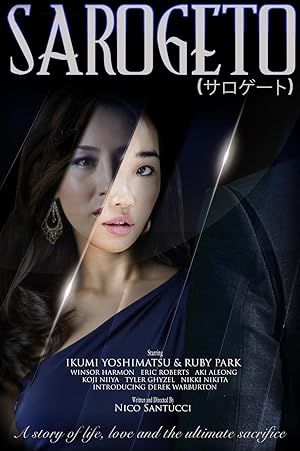 SAROGETO
(サロゲート)
Starring
IKUMI YOSHIMATSU & RUBY PARK
WINSOR HARMON ERIC ROBERTS AKI ALEONG
KOJI NIIYA TYLER GHYZEL NIKKI NIKITA
INTRODUCING DEREK WARBURTON
Written and Directed By
NICO SANTUCCI
A story of life, love and the ultimate sacrifice